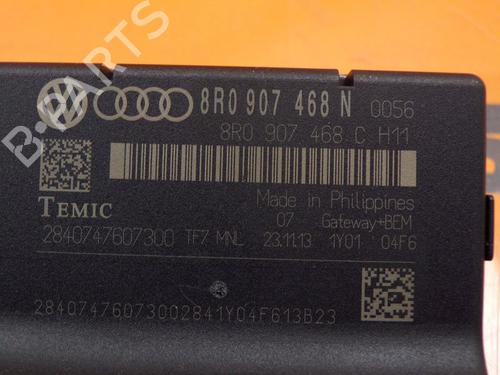 B-PARTS
8R0 907 468 N 0056
8R0 907 468 C H11
Made in Philippines
TEMIC
07 Gateway+BEM
2840747607300 TF7 MNL 23.11.13 1Y01 04F6
28407476073002841Y04F613B23